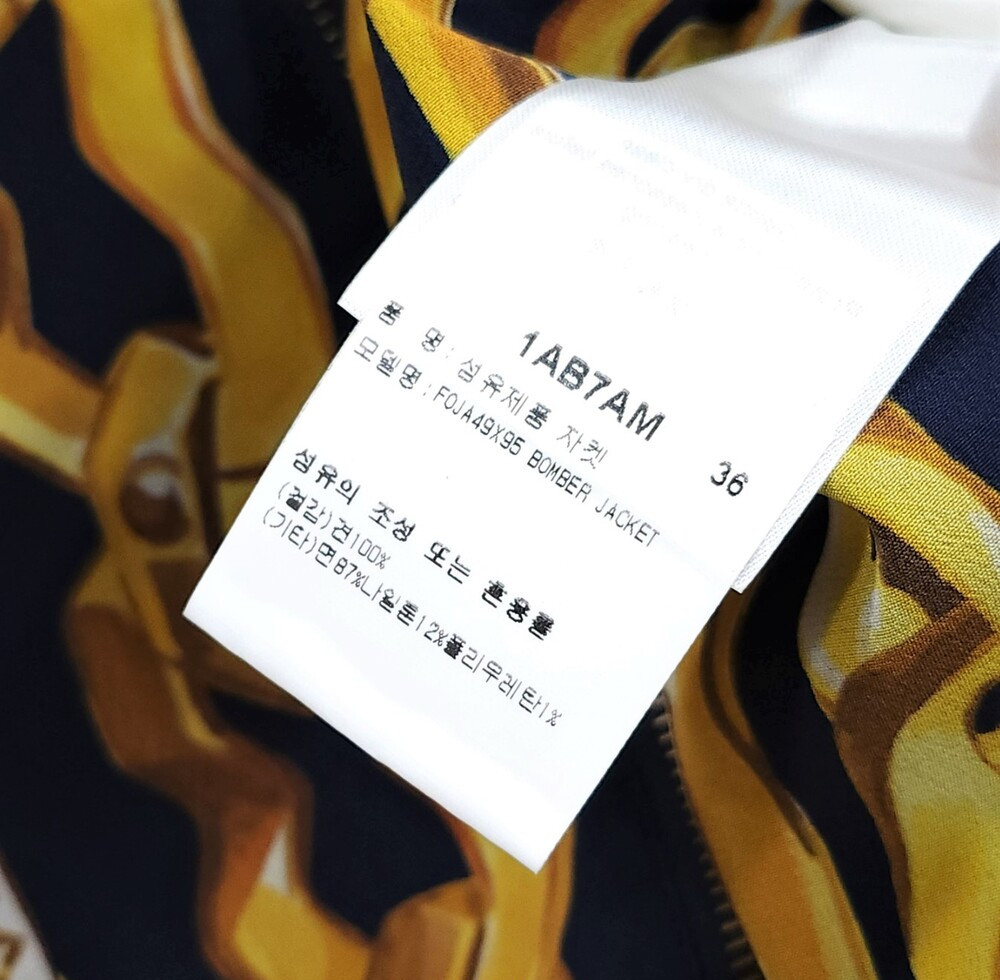 1AB7AM
품 명 : 섬유제품 자켓
모델명 : FOJA49X95 BOMBER JACKET
36
섬유의 조성 또는 혼용률
(겉감)견100%
(기타)면87%나일론12%폴리우레탄1%